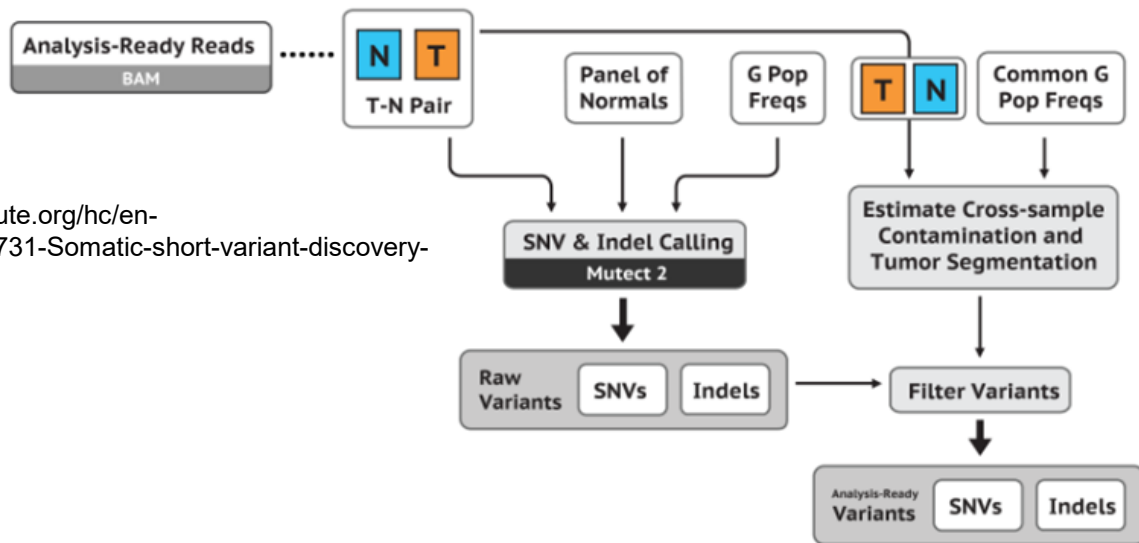 Analysis-Ready Reads
BAM
N T
T-N Pair
Panel of
Normals
G Pop
Freqs
T N
Common G
Pop Freqs
ute.org/hc/en-
731-Somatic-short-variant-discovery-
SNV & Indel Calling
Mutect 2
Estimate Cross-sample
Contamination and
Tumor Segmentation
Raw
Variants
SNVs
Indels
Filter Variants
Analysis-Ready
Variants
SNVs
Indels